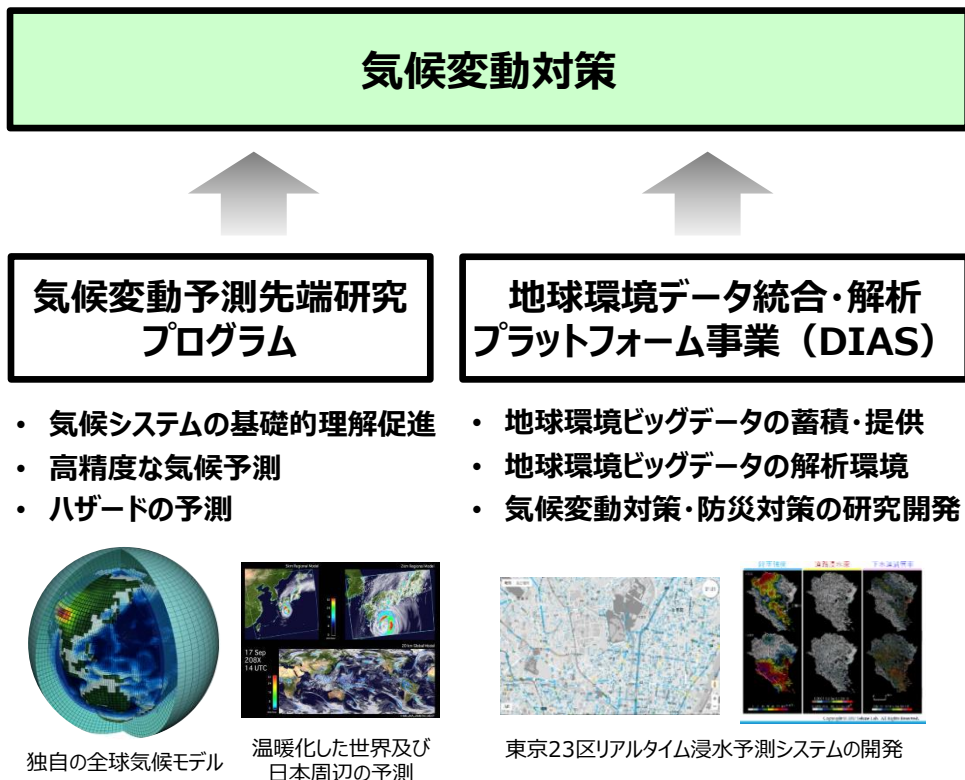 気候変動対策
気候変動予測先端研究
プログラム
地球環境データ統合・解析
プラットフォーム事業（DIAS）
• 気候システムの基礎的理解促進
• 高精度な気候予測
• ハザードの予測
• 地球環境ビッグデータの蓄積・提供
• 地球環境ビッグデータの解析環境
• 気候変動対策・防災対策の研究開発
17 Sep
208X
14 UTC
独自の全球気候モデル
温暖化した世界及び
日本周辺の予測
東京23区リアルタイム浸水予測システムの開発